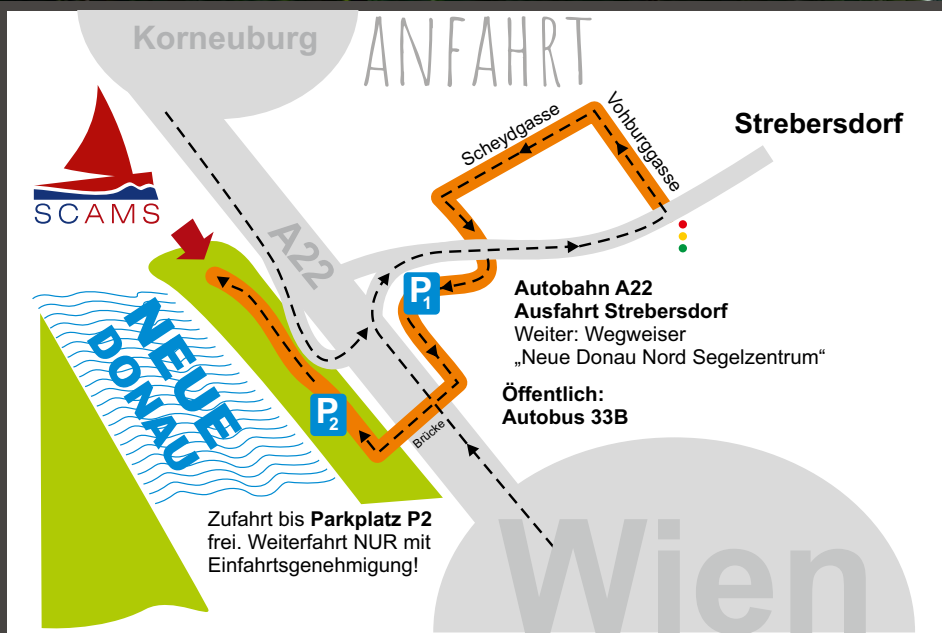 Korneuburg
ANFAHRT
Scheydgasse
Vohburggasse
Strebersdorf
SCAMS
A22
P1
Autobahn A22
Ausfahrt Strebersdorf
Weiter: Wegweiser
„Neue Donau Nord Segelzentrum“
NEUE
DONAU
Öffentlich:
Autobus 33B
P2
Brücke
Zufahrt bis Parkplatz P2
frei. Weiterfahrt NUR mit
Einfahrtsgenehmigung!
Wien